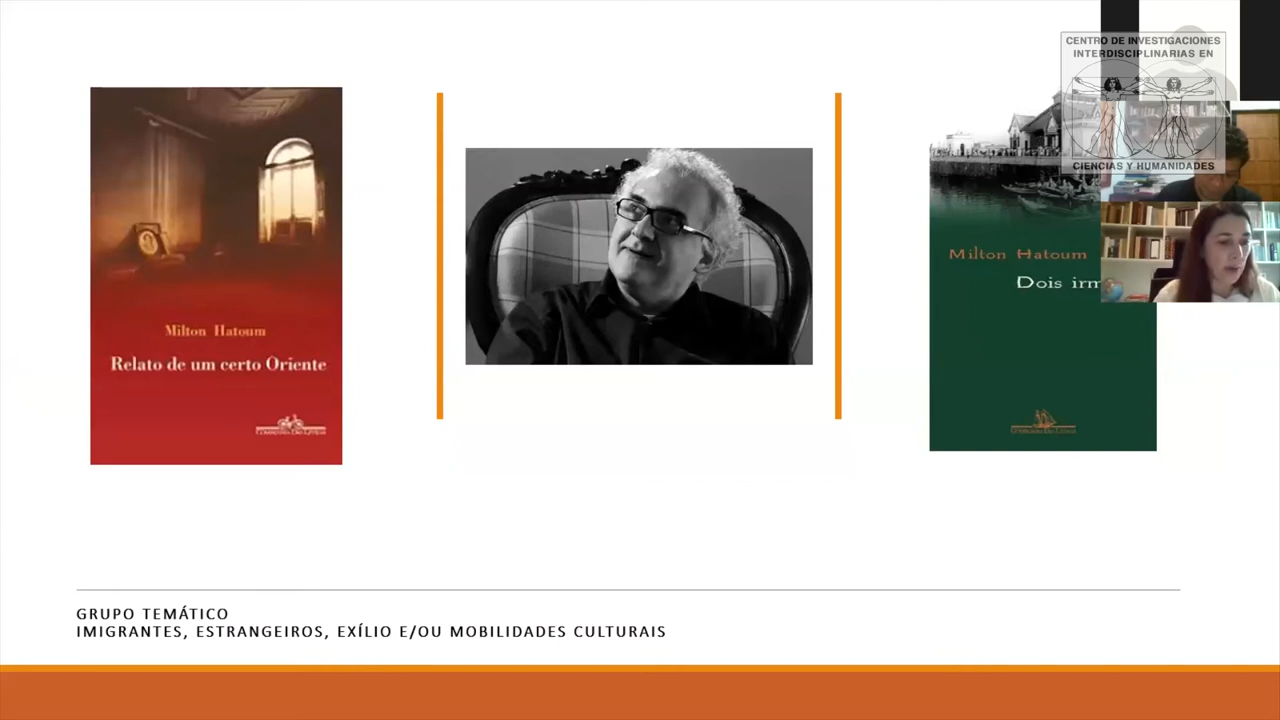 CENTRO DE INVESTIGACIONES
INTERDISCIPLINARIAS EN
CIENCIAS Y HUMANIDADES
Milton Hatoum
Relato de um certo Oriente
Milton Hatoum
Dois irm
GRUPO TEMÁTICO
IMIGRANTES, ESTRANGEIROS, EXÍLIO E/OU MOBILIDADES CULTURAIS